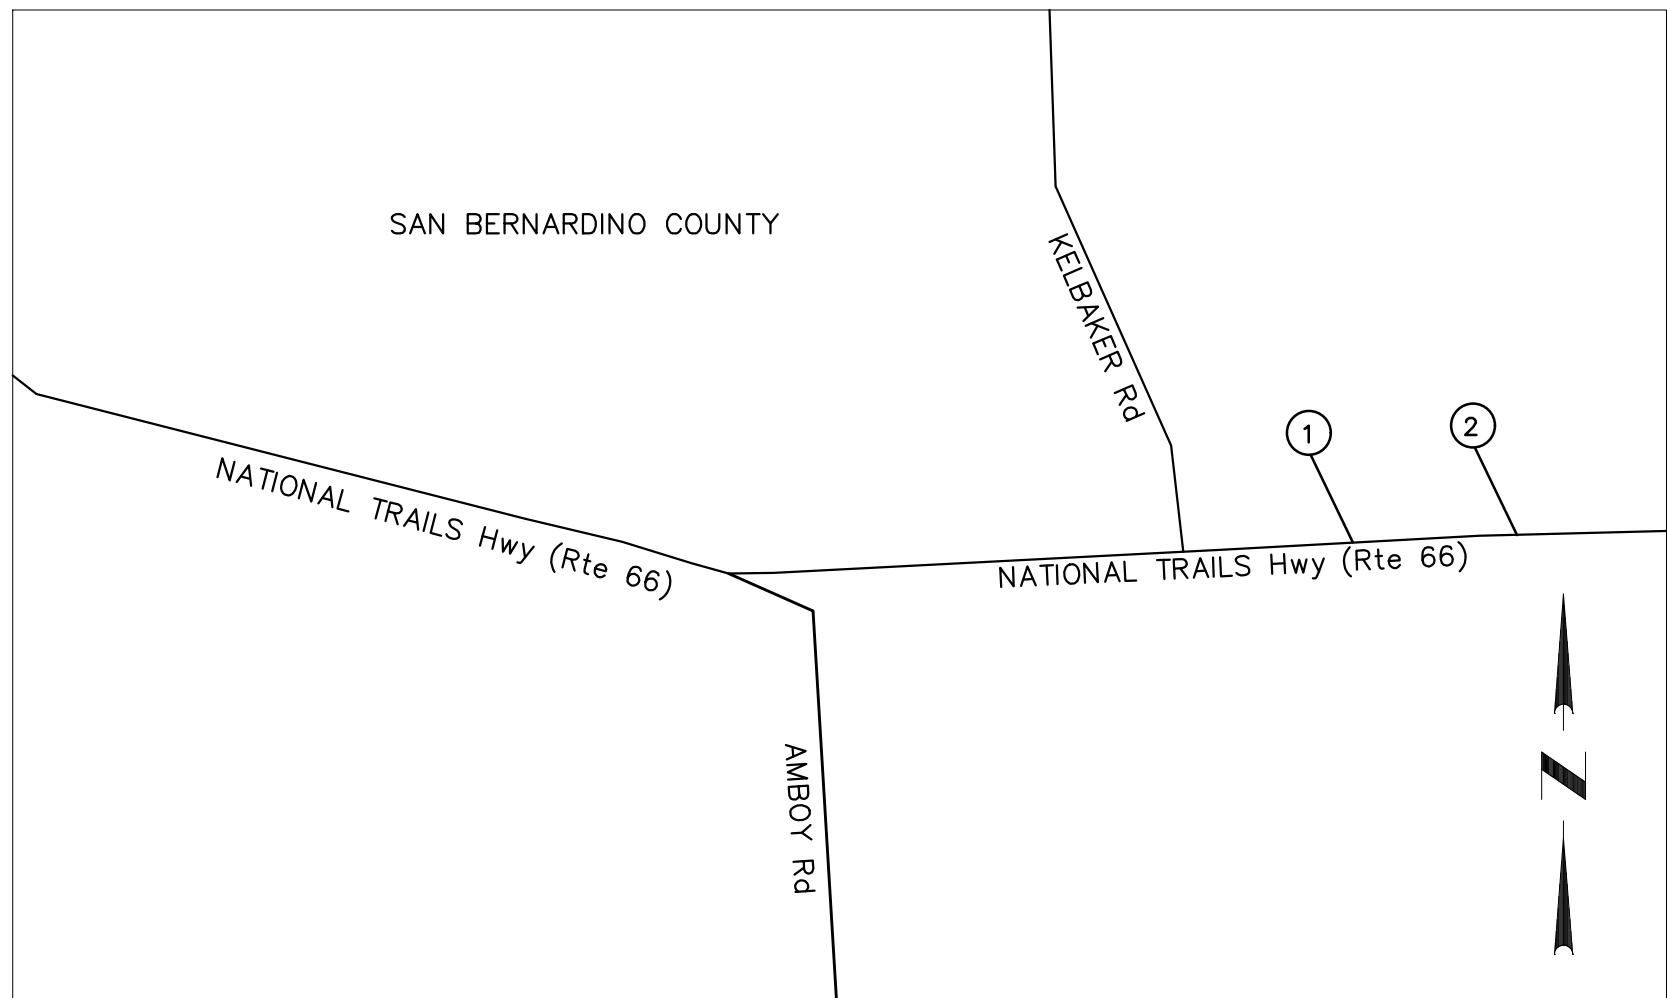 SAN BERNARDINO COUNTY
KELBAKER Rd
1
2
NATIONAL TRAILS Hwy (Rte 66)
NATIONAL TRAILS Hwy (Rte 66)
AMBOY Rd
N